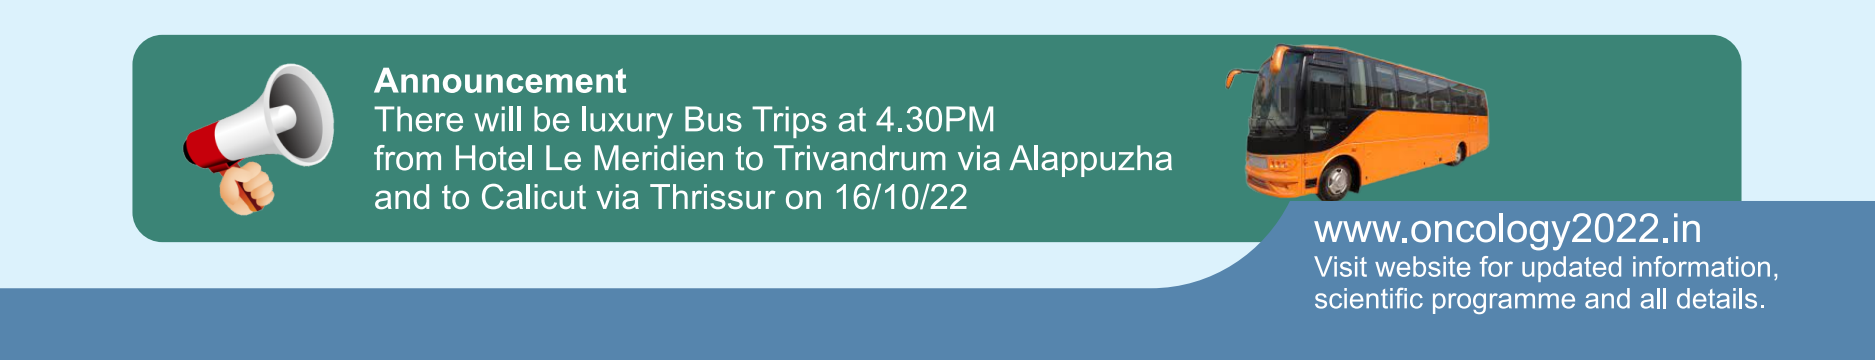 Announcement
There will be luxury Bus Trips at 4.30PM
from Hotel Le Meridien to Trivandrum via Alappuzha
and to Calicut via Thrissur on 16/10/22
www.oncology2022.in
Visit website for updated information,
scientific programme and all details.